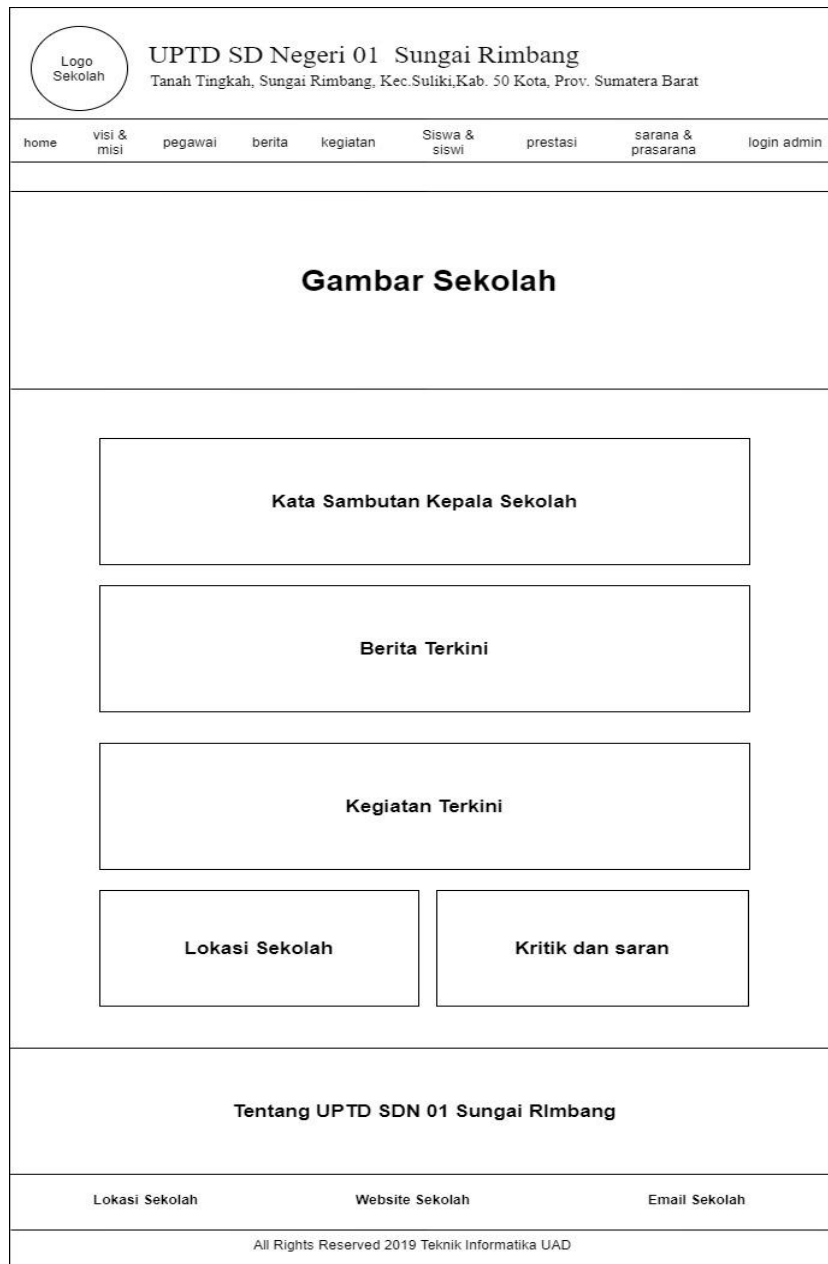 Logo
Sekolah
UPTD SD Negeri 01 Sungai Rimbang
Tanah Tingkah, Sungai Rimbang, Kec.Suliki,Kab. 50 Kota, Prov. Sumatera Barat
home
visi &
misi
pegawai
berita
kegiatan
Siswa &
siswi
prestasi
sarana &
prasarana
login admin
Gambar Sekolah
Kata Sambutan Kepala Sekolah
Berita Terkini
Kegiatan Terkini
Lokasi Sekolah
Kritik dan saran
Tentang UPTD SDN 01 Sungai RImbang
Lokasi Sekolah
Website Sekolah
Email Sekolah
All Rights Reserved 2019 Teknik Informatika UAD